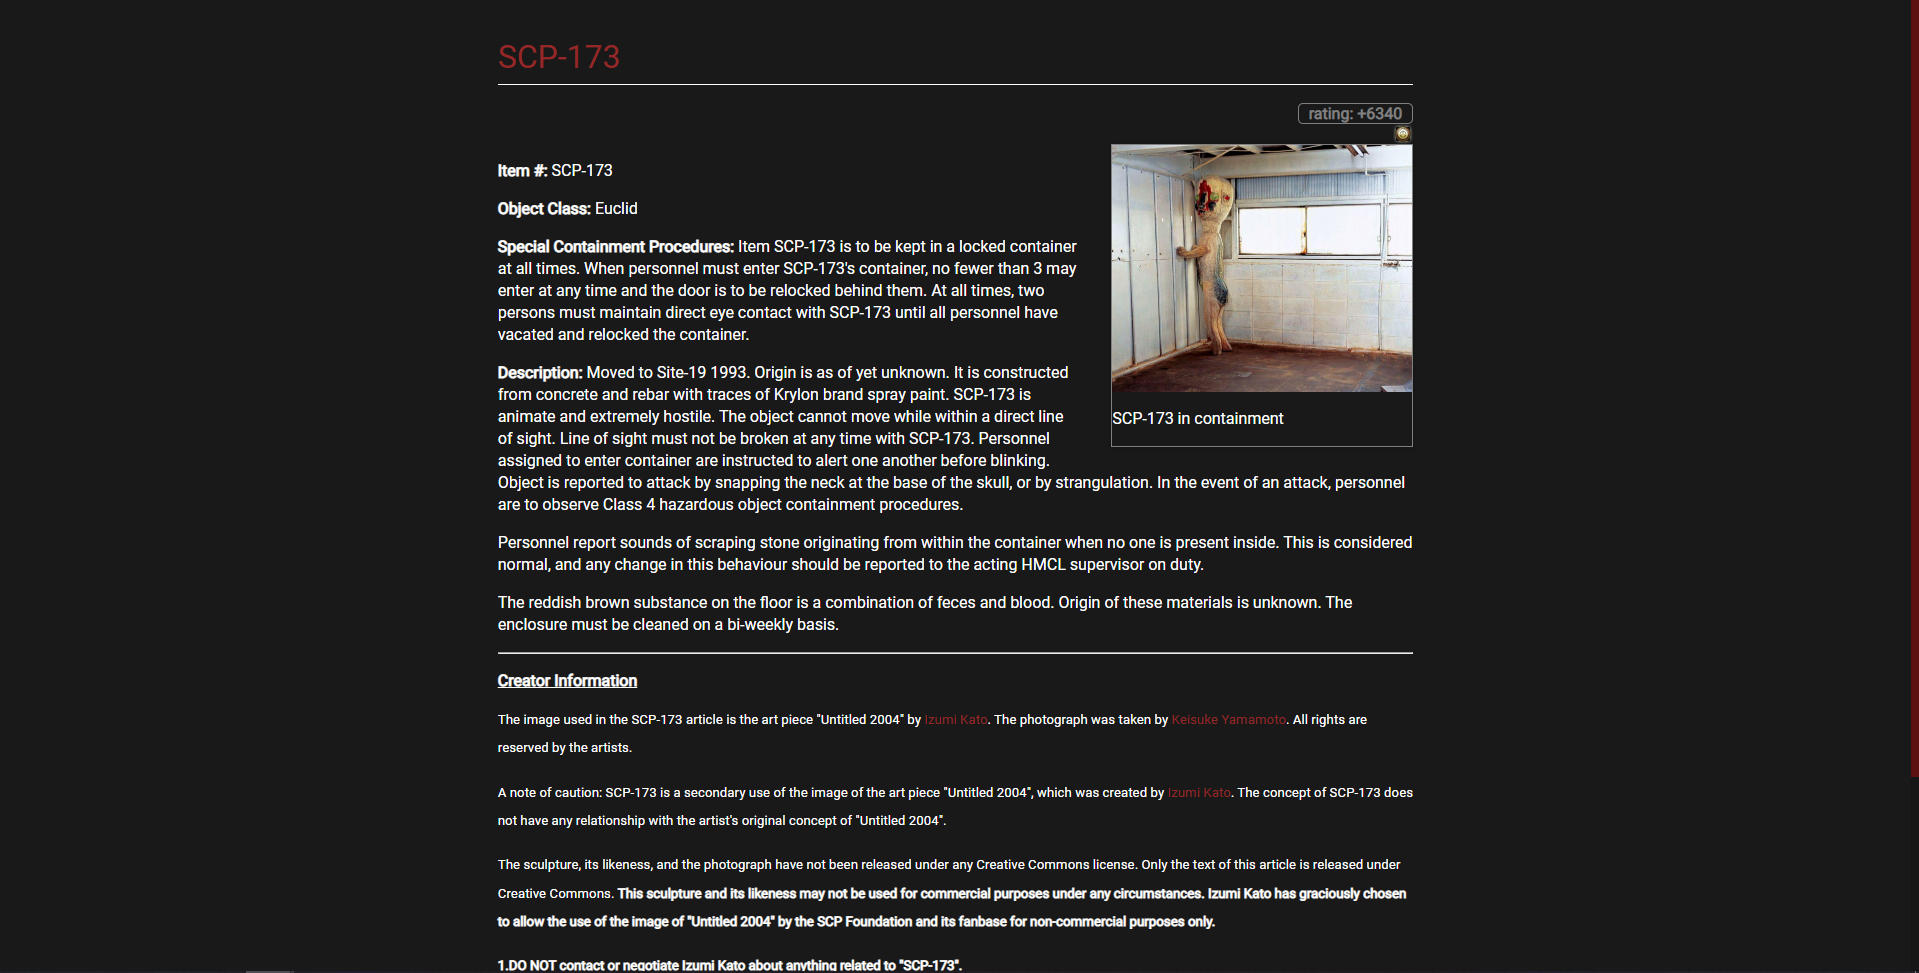 SCP-173
rating: +6340
Item #: SCP-173
Object Class: Euclid
Special Containment Procedures: Item SCP-173 is to be kept in a locked container
at all times. When personnel must enter SCP-173's container, no fewer than 3 may
enter at any time and the door is to be relocked behind them. At all times, two
persons must maintain direct eye contact with SCP-173 until all personnel have
vacated and relocked the container.
Description: Moved to Site-19 1993. Origin is as of yet unknown. It is constructed
from concrete and rebar with traces of Krylon brand spray paint. SCP-173 is
animate and extremely hostile. The object cannot move while within a direct line
of sight. Line of sight must not be broken at any time with SCP-173. Personnel
assigned to enter container are instructed to alert one another before blinking.
Object is reported to attack by snapping the neck at the base of the skull, or by strangulation. In the event of an attack, personnel
are to observe Class 4 hazardous object containment procedures.
SCP-173 in containment
Personnel report sounds of scraping stone originating from within the container when no one is present inside. This is considered
normal, and any change in this behaviour should be reported to the acting HMCL supervisor on duty.
The reddish brown substance on the floor is a combination of feces and blood. Origin of these materials is unknown. The
enclosure must be cleaned on a bi-weekly basis.
Creator Information
The image used in the SCP-173 article is the art piece "Untitled 2004" by Izumi Kato. The photograph was taken by Keisuke Yamamoto. All rights are
reserved by the artists.
A note of caution: SCP-173 is a secondary use of the image of the art piece "Untitled 2004", which was created by Izumi Kato. The concept of SCP-173 does
not have any relationship with the artist's original concept of "Untitled 2004".
The sculpture, its likeness, and the photograph have not been released under any Creative Commons license. Only the text of this article is released under
Creative Commons. This sculpture and its likeness may not be used for commercial purposes under any circumstances. Izumi Kato has graciously chosen
to allow the use of the image of "Untitled 2004" by the SCP Foundation and its fanbase for non-commercial purposes only.
1.DO NOT contact or negotiate Izumi Kato about anything related to "SCP-173".